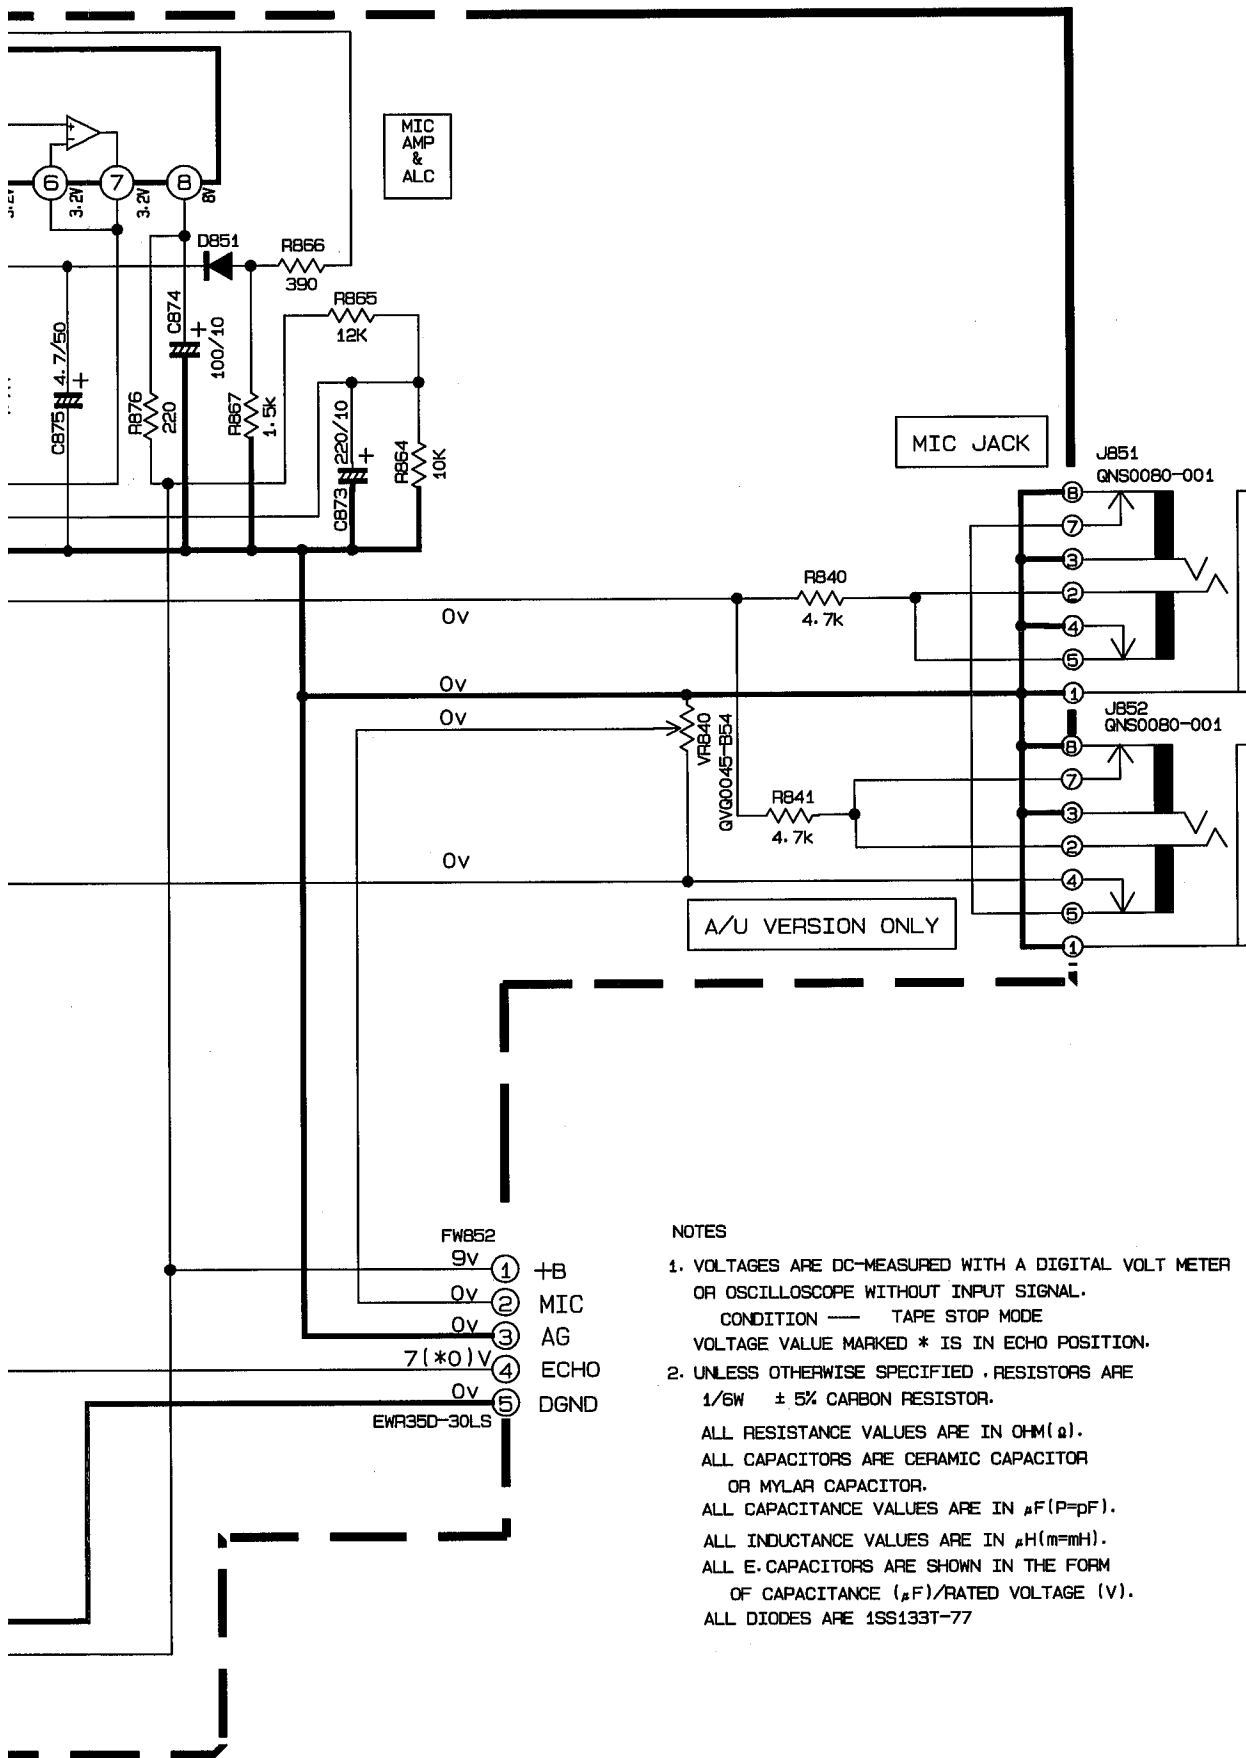 MIC
AMP
&
ALC
+
-
6
7
8
3.2V
3.2V
8V
D851
R866
390
R865
12K
C874
+
100/10
4.7/50
+
C875
R876
220
R867
1.5K
220/10
+
C873
R864
10K
MIC JACK
J851
QNS0080-001
8
7
3
2
4
5
1
R840
4.7k
0v
0v
0v
VR840
QVQ0045-B54
J852
QNS0080-001
8
7
3
2
4
5
1
R841
4.7k
0v
A/U VERSION ONLY
FW852
9v 1 +B
0v 2 MIC
0v 3 AG
7(*0)V 4 ECHO
0v 5 DGND
EWR35D-30LS
NOTES
1. VOLTAGES ARE DC-MEASURED WITH A DIGITAL VOLT METER
OR OSCILLOSCOPE WITHOUT INPUT SIGNAL.
CONDITION —— TAPE STOP MODE
VOLTAGE VALUE MARKED * IS IN ECHO POSITION.
2. UNLESS OTHERWISE SPECIFIED . RESISTORS ARE
1/6W ± 5% CARBON RESISTOR.
ALL RESISTANCE VALUES ARE IN OHM(Ω).
ALL CAPACITORS ARE CERAMIC CAPACITOR
OR MYLAR CAPACITOR.
ALL CAPACITANCE VALUES ARE IN µF(P=pF).
ALL INDUCTANCE VALUES ARE IN µH(m=mH).
ALL E.CAPACITORS ARE SHOWN IN THE FORM
OF CAPACITANCE (µF)/RATED VOLTAGE (V).
ALL DIODES ARE 1SS133T-77